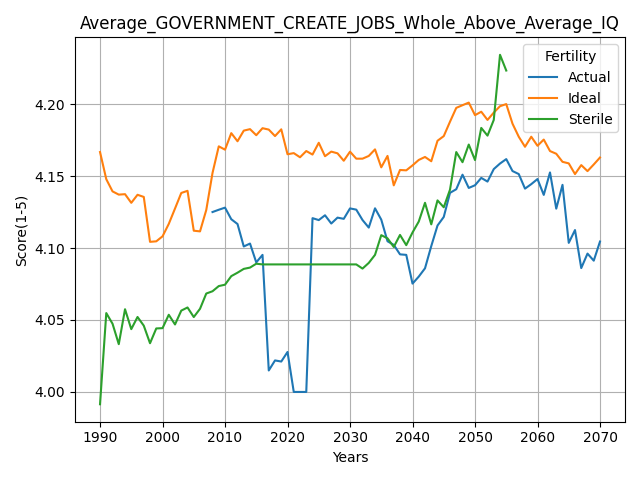 Average_GOVERNMENT_CREATE_JOBS_Whole_Above_Average_IQ
Fertility
Actual
Ideal
Sterile
4.20
4.15
4.10
4.05
4.00
Score(1-5)
1990 2000 2010 2020 2030 2040 2050 2060 2070
Years